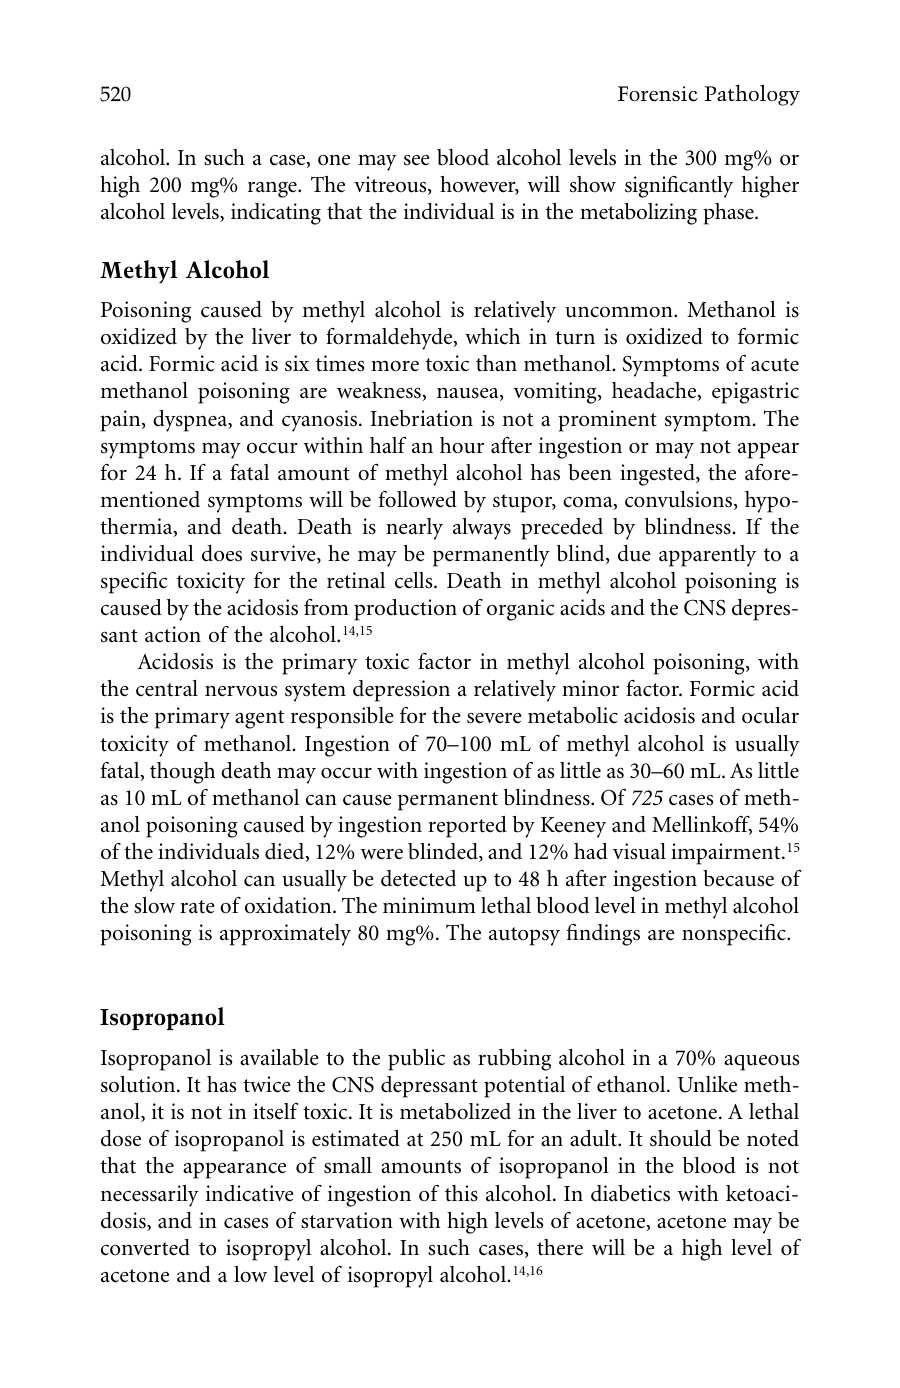 520
Forensic Pathology
alcohol. In such a case, one may see blood alcohol levels in the 300 mg% or
high 200 mg% range. The vitreous, however, will show significantly higher
alcohol levels, indicating that the individual is in the metabolizing phase.
Methyl Alcohol
Poisoning caused by methyl alcohol is relatively uncommon. Methanol is
oxidized by the liver to formaldehyde, which in turn is oxidized to formic
acid. Formic acid is six times more toxic than methanol. Symptoms of acute
methanol poisoning are weakness, nausea, vomiting, headache, epigastric
pain, dyspnea, and cyanosis. Inebriation is not a prominent symptom. The
symptoms may occur within half an hour after ingestion or may not appear
for 24 h. If a fatal amount of methyl alcohol has been ingested, the afore-
mentioned symptoms will be followed by stupor, coma, convulsions, hypo-
thermia, and death. Death is nearly always preceded by blindness. If the
individual does survive, he may be permanently blind, due apparently to a
specific toxicity for the retinal cells. Death in methyl alcohol poisoning is
caused by the acidosis from production of organic acids and the CNS depres-
sant action of the alcohol.14,15
Acidosis is the primary toxic factor in methyl alcohol poisoning, with
the central nervous system depression a relatively minor factor. Formic acid
is the primary agent responsible for the severe metabolic acidosis and ocular
toxicity of methanol. Ingestion of 70–100 mL of methyl alcohol is usually
fatal, though death may occur with ingestion of as little as 30–60 mL. As little
as 10 mL of methanol can cause permanent blindness. Of 725 cases of meth-
anol poisoning caused by ingestion reported by Keeney and Mellinkoff, 54%
of the individuals died, 12% were blinded, and 12% had visual impairment.15
Methyl alcohol can usually be detected up to 48 h after ingestion because of
the slow rate of oxidation. The minimum lethal blood level in methyl alcohol
poisoning is approximately 80 mg%. The autopsy findings are nonspecific.
Isopropanol
Isopropanol is available to the public as rubbing alcohol in a 70% aqueous
solution. It has twice the CNS depressant potential of ethanol. Unlike meth-
anol, it is not in itself toxic. It is metabolized in the liver to acetone. A lethal
dose of isopropanol is estimated at 250 mL for an adult. It should be noted
that the appearance of small amounts of isopropanol in the blood is not
necessarily indicative of ingestion of this alcohol. In diabetics with ketoaci-
dosis, and in cases of starvation with high levels of acetone, acetone may be
converted to isopropyl alcohol. In such cases, there will be a high level of
acetone and a low level of isopropyl alcohol.14,16